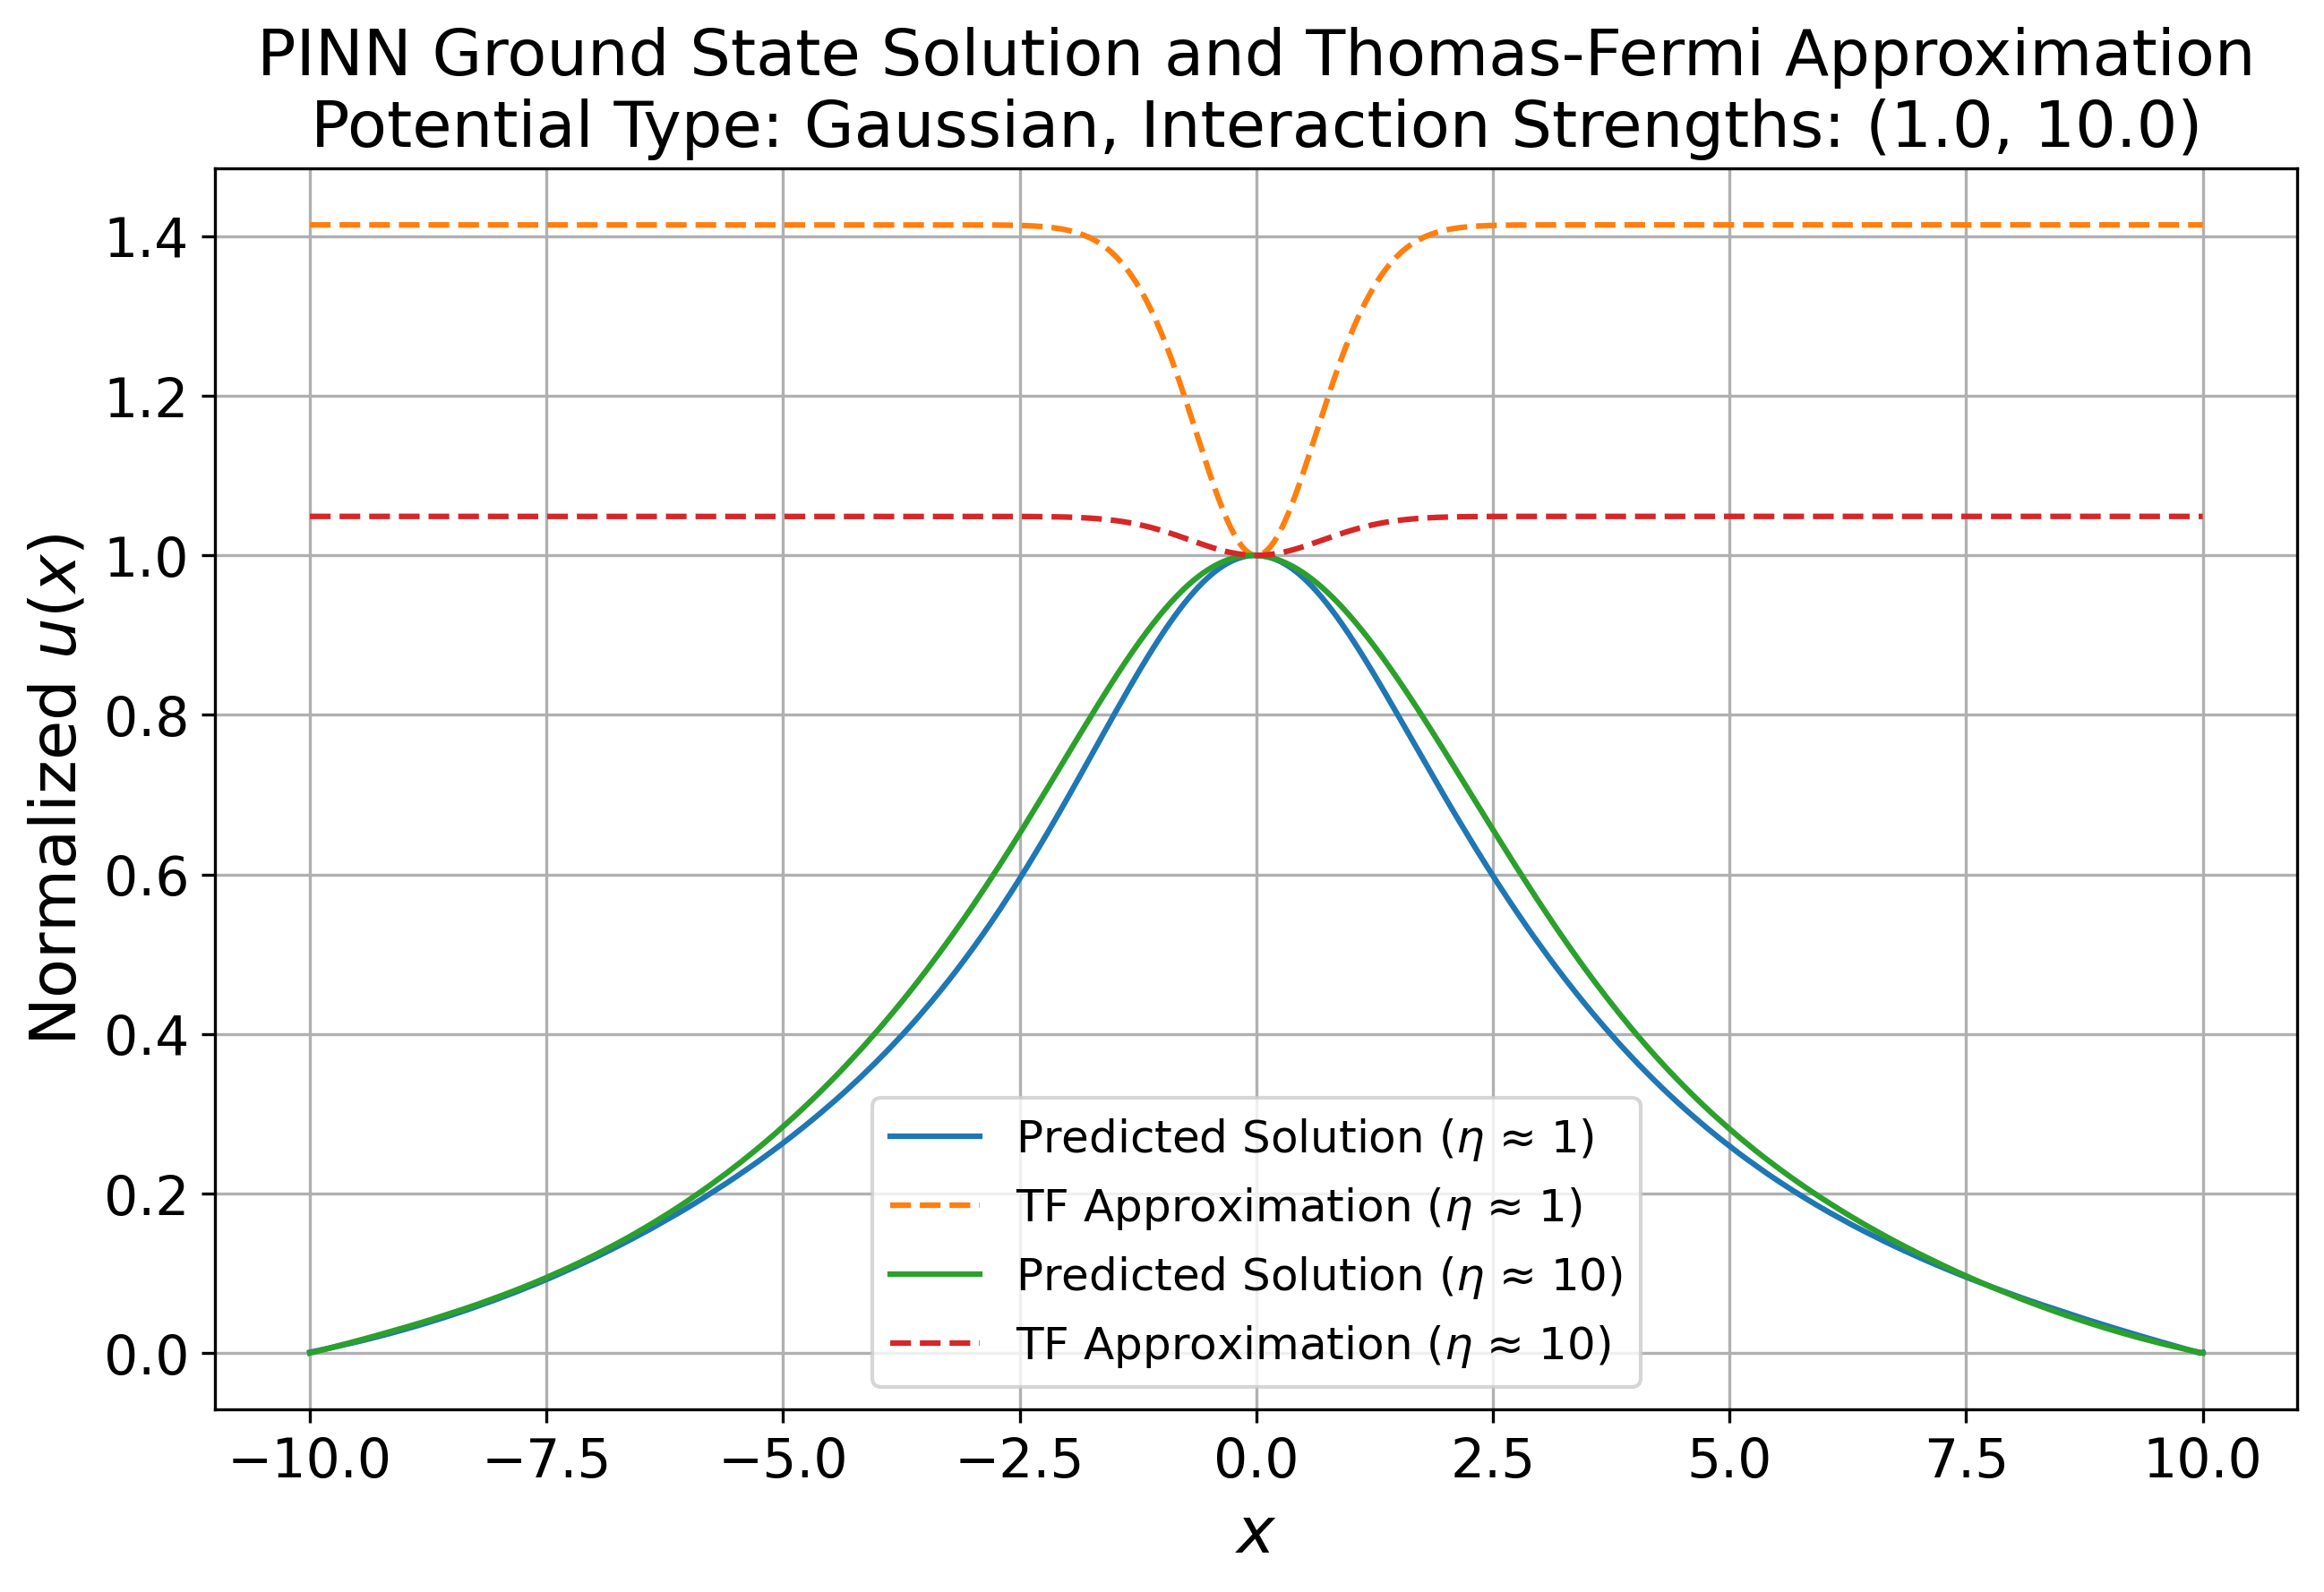 PINN Ground State Solution and Thomas-Fermi Approximation
Potential Type: Gaussian, Interaction Strengths: (1.0, 10.0)
Normalized u(x)
1.4
1.2
1.0
0.8
0.6
0.4
0.2
0.0
Predicted Solution (η ≈ 1)
TF Approximation (η ≈ 1)
Predicted Solution (η ≈ 10)
TF Approximation (η ≈ 10)
−10.0 −7.5 −5.0 −2.5 0.0 2.5 5.0 7.5 10.0
x